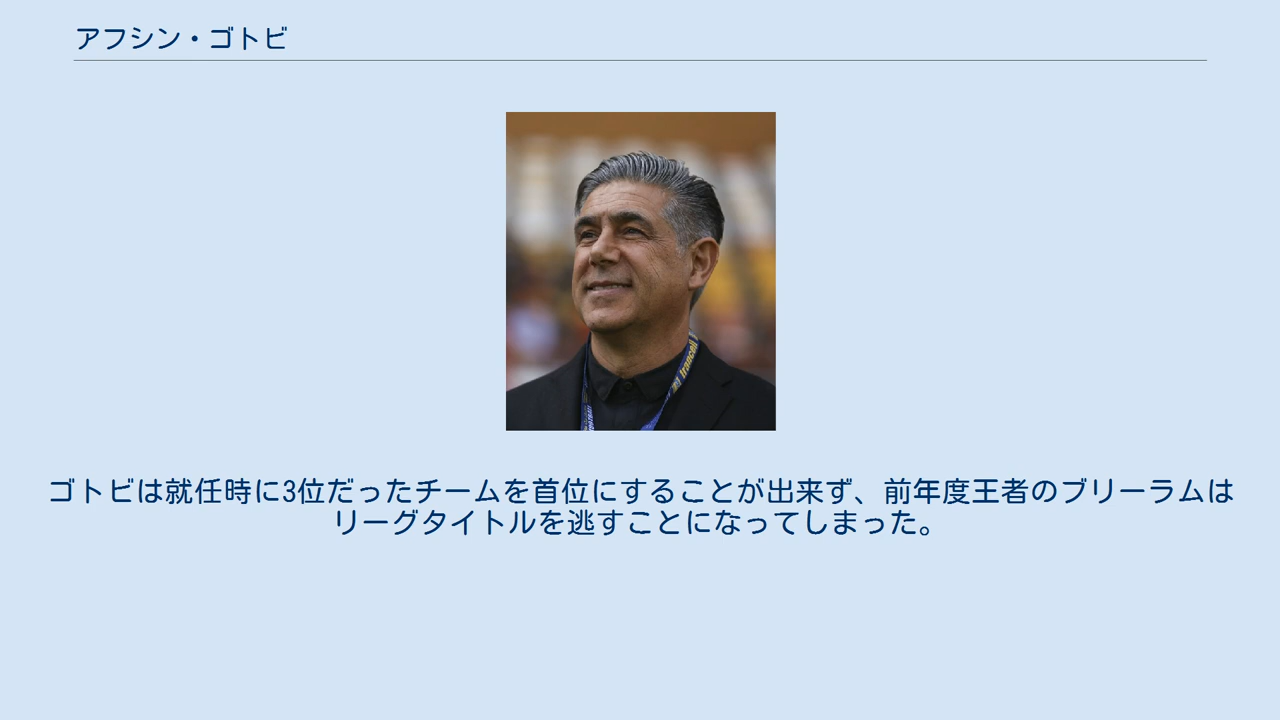 アフシン・ゴトビ
irancell
ゴトビは就任時に3位だったチームを首位にすることが出来ず、前年度王者のブリーラムは
リーグタイトルを逃すことになってしまった。